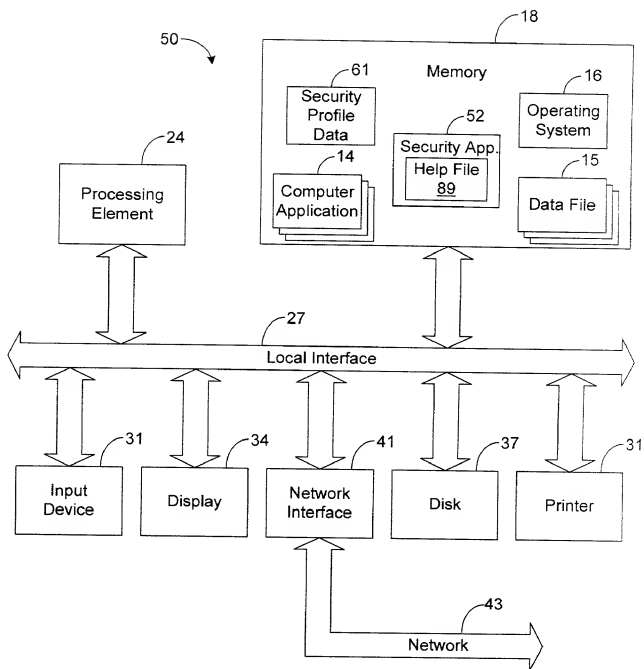 50
18
Memory
61
Security
Profile
Data
16
Operating
System
52
Security App.
Help File
89
24
Processing
Element
14
Computer
Application
15
Data File
27
Local Interface
31
Input
Device
34
Display
41
Network
Interface
37
Disk
31
Printer
43
Network